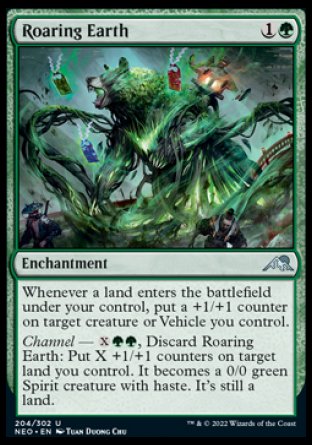 Roaring Earth 1
Enchantment
Whenever a land enters the battlefield
under your control, put a +1/+1 counter
on target creature or Vehicle you control.
Channel — X, Discard Roaring
Earth: Put X +1/+1 counters on target
land you control. It becomes a 0/0 green
Spirit creature with haste. It's still a
land.
204/302 U
NEO • EN Tuan Duong Chu
™ & © 2022 Wizards of the Coast